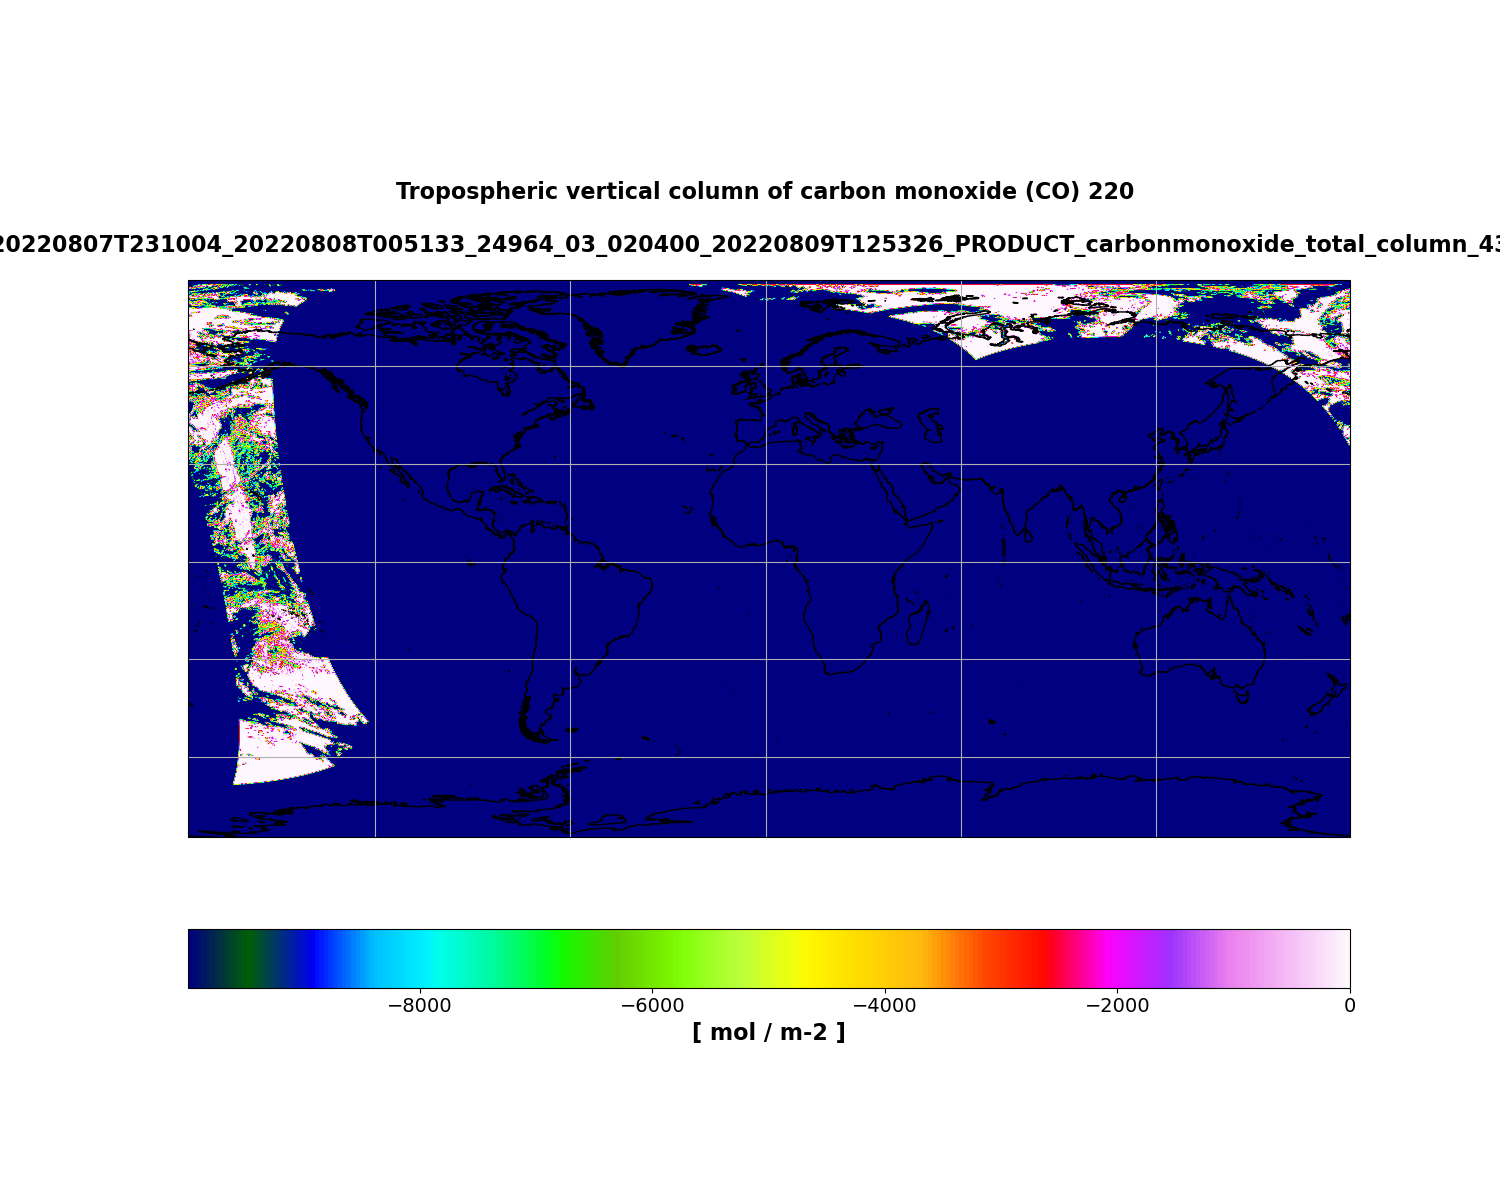 Tropospheric vertical column of carbon monoxide (CO) 220
20220807T231004_20220808T005133_24964_03_020400_20220809T125326_PRODUCT_carbonmonoxide_total_column_43
−8000 −6000 −4000 −2000 0
[ mol / m-2 ]